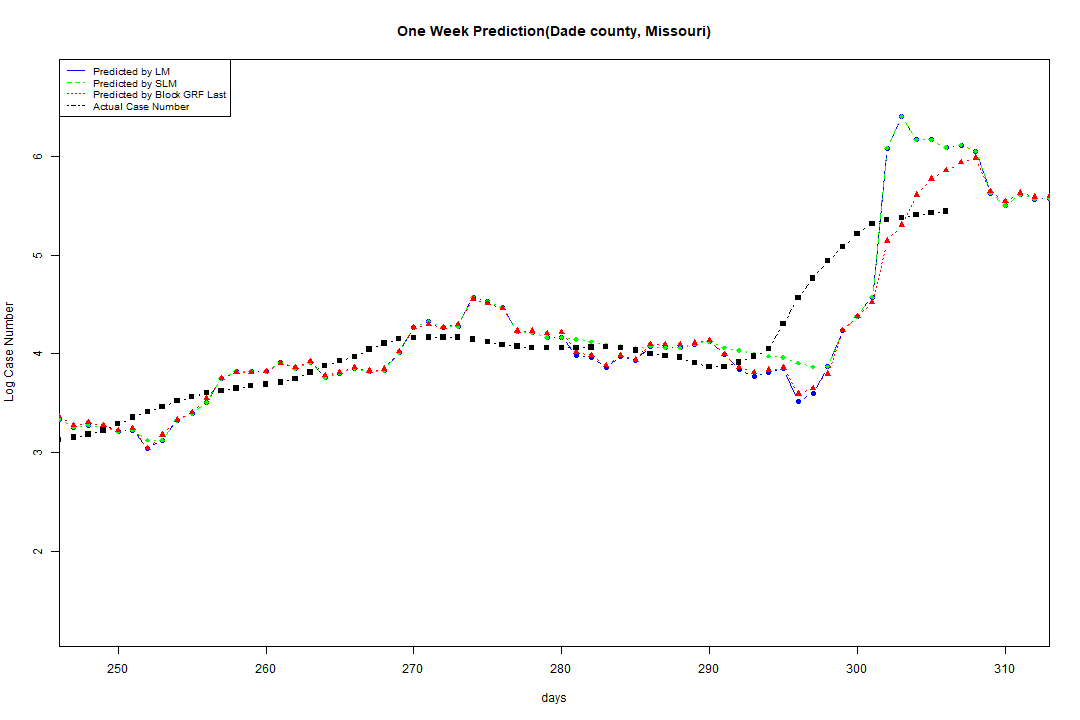 One Week Prediction(Dade county, Missouri)
Predicted by LM
Predicted by SLM
Predicted by Block GRF Last
Actual Case Number
6
5
4
3
2
Log Case Number
250 260 270 280 290 300 310
days